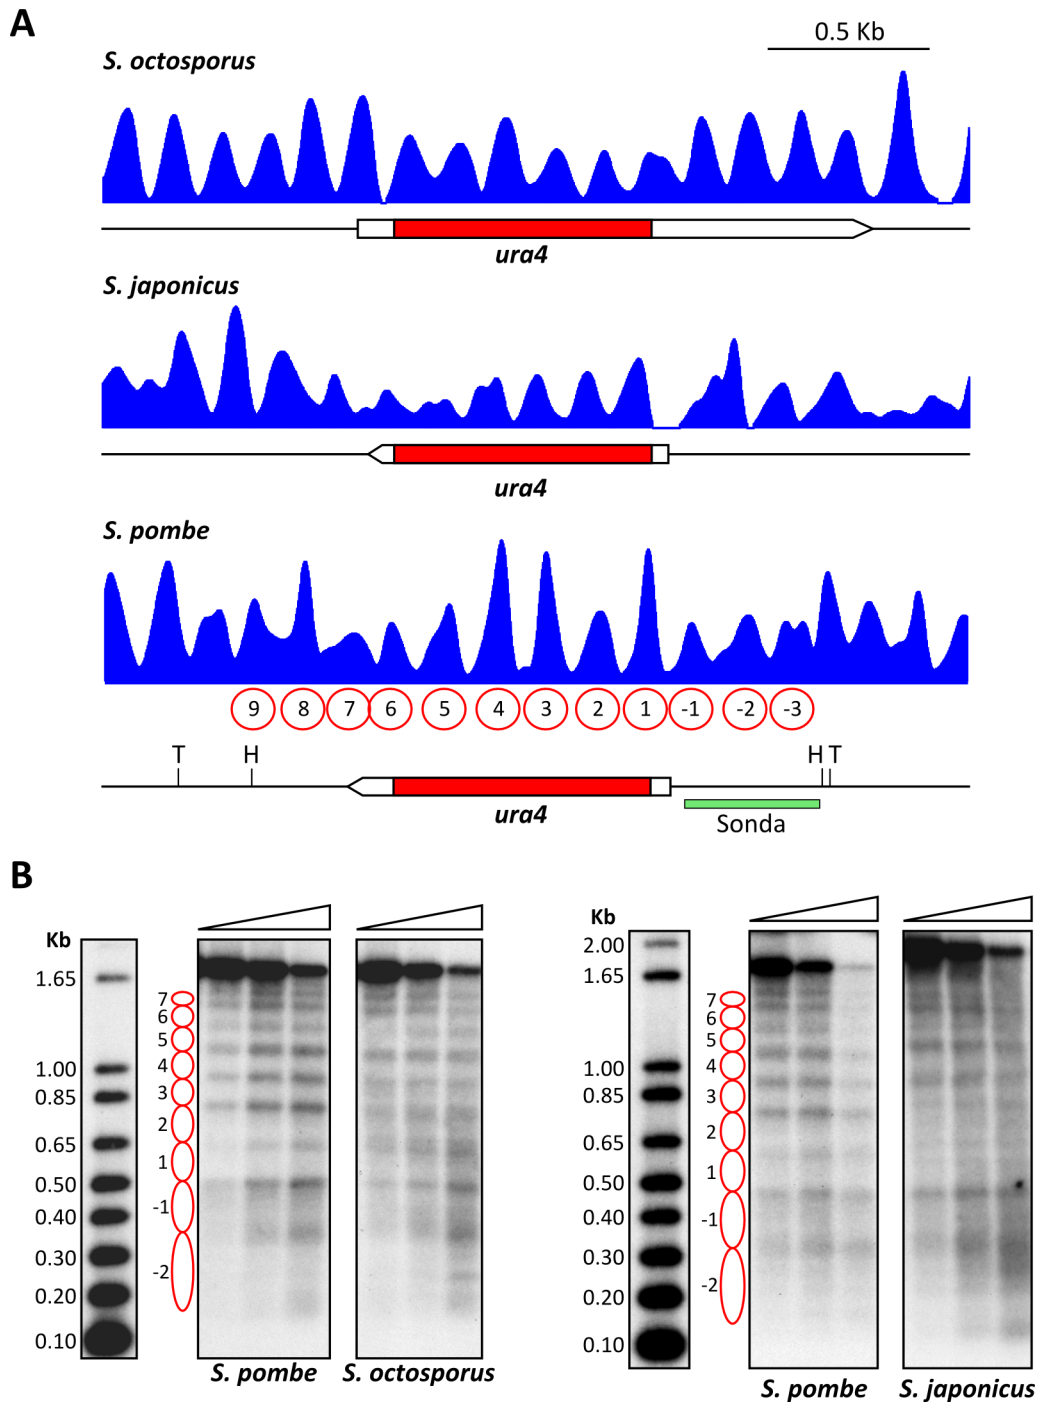 A
0.5 Kb
S. octosporus
ura4
S. japonicus
ura4
S. pombe
9 8 7 6 5 4 3 2 1 -1 -2 -3
T H H T
ura4
Sonda
B
Kb
1.65
1.00
0.85
0.65
0.50
0.40
0.30
0.20
0.10
7
6
5
4
3
2
1
-1
-2
S. pombe S. octosporus
Kb
2.00
1.65
1.00
0.85
0.65
0.50
0.40
0.30
0.20
0.10
7
6
5
4
3
2
1
-1
-2
S. pombe S. japonicus